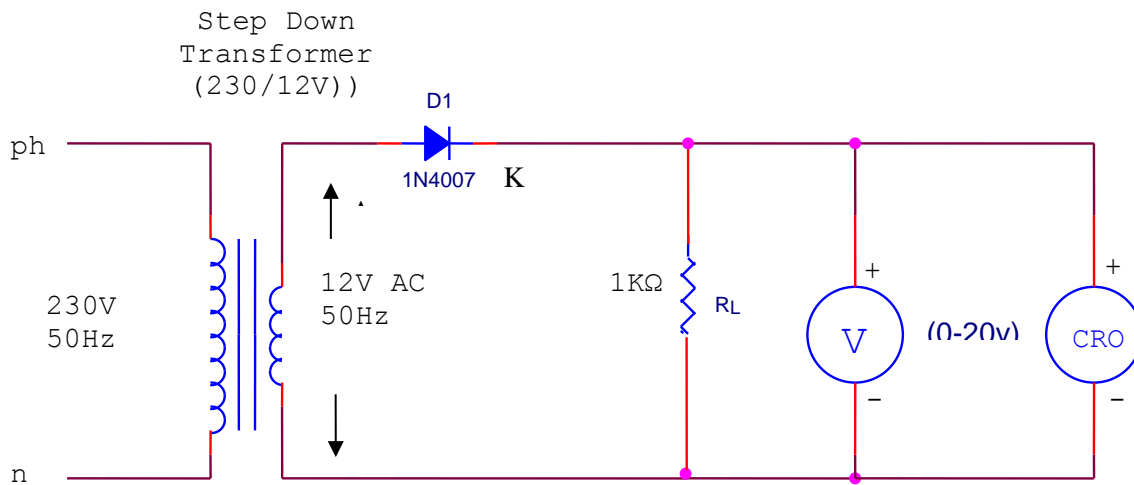 Step Down
Transformer
(230/12V))
D1
ph
1N4007
K
12V AC
50Hz
1KΩ
RL
230V
50Hz
+
V
-
(0-20v)
+
CRO
-
n